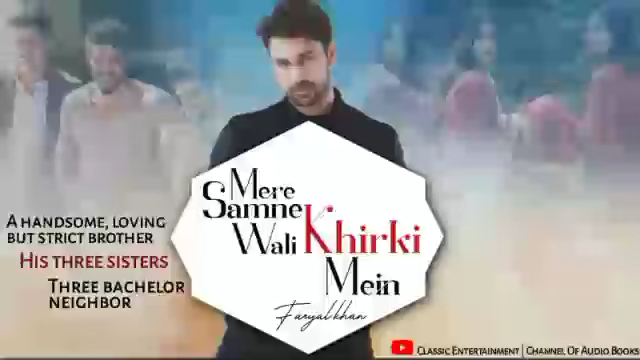 A HANDSOME, LOVING
BUT STRICT BROTHER
HIS THREE SISTERS
THREE BACHELOR
NEIGHBOR
Mere
Samne
Wali Khirki
Mein
Faryal khan
CLASSIC ENTERTAINMENT | CHANNEL OF AUDIO BOOKS